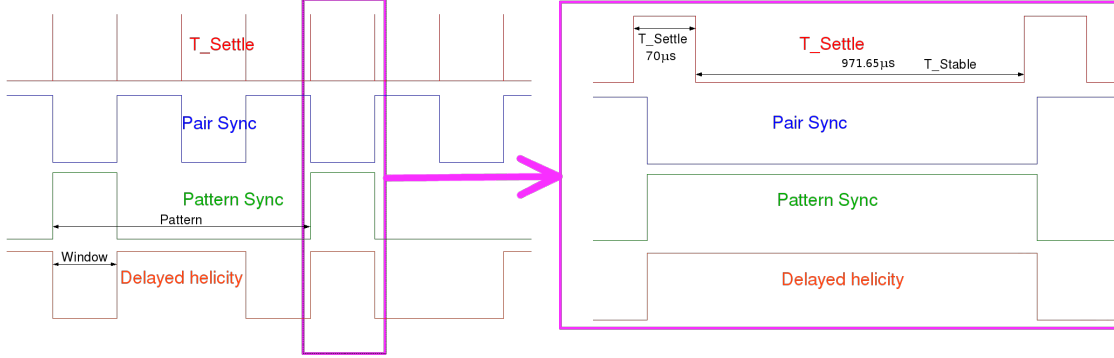 T_Settle
Pair Sync
Pattern Sync
Pattern
Window
Delayed helicity
T_Settle
70µs
T_Settle
971.65µs
T_Stable
Pair Sync
Pattern Sync
Delayed helicity